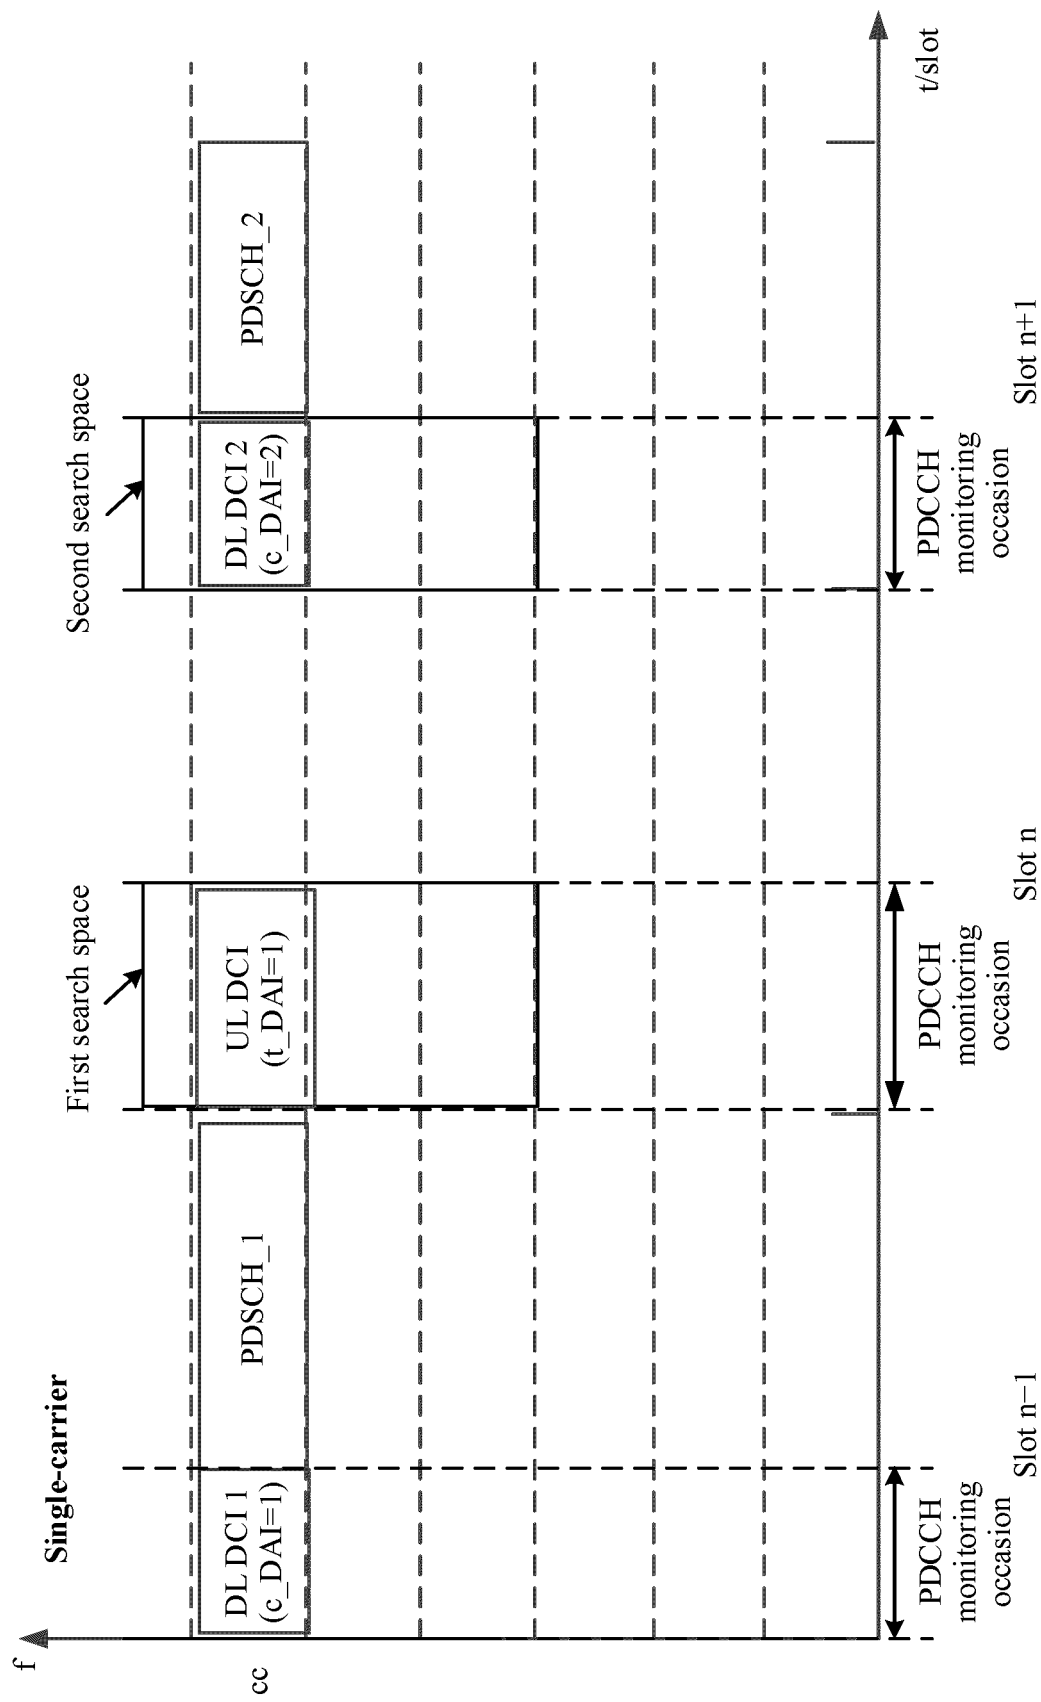 Single-carrier
f
First search space
Second search space
cc
DL DCI 1
(c_DAI=1)
PDSCH_1
UL DCI
(t_DAI=1)
DL DCI 2
(c_DAI=2)
PDSCH_2
t/slot
PDCCH
monitoring
occasion
PDCCH
monitoring
occasion
PDCCH
monitoring
occasion
Slot n−1
Slot n
Slot n+1